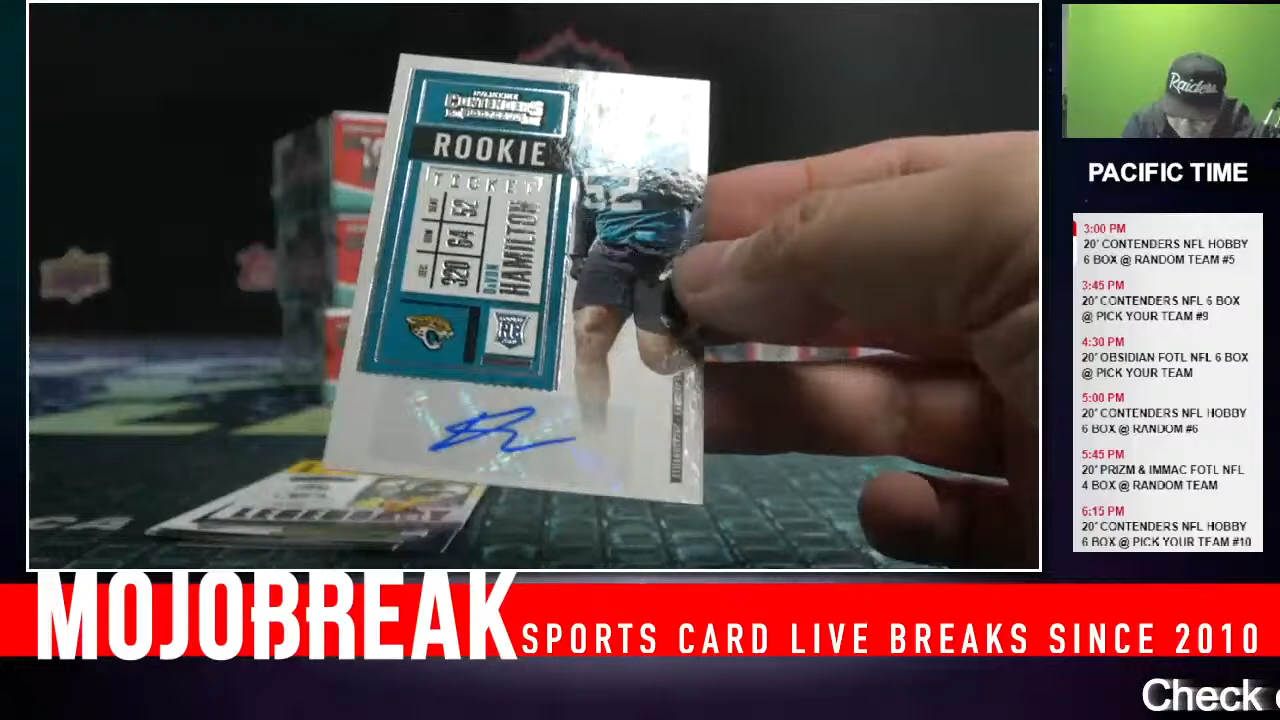 CONTENDERS
ROOKIE
TICKET
52
64
320
DAVON
HAMILTON
RC
52
Raiders
PACIFIC TIME
3:00 PM
20' CONTENDERS NFL HOBBY
6 BOX @ RANDOM TEAM #5
3:45 PM
20' CONTENDERS NFL 6 BOX
@ PICK YOUR TEAM #9
4:30 PM
20' OBSIDIAN FOTL NFL 6 BOX
@ PICK YOUR TEAM
5:00 PM
20' CONTENDERS NFL HOBBY
6 BOX @ RANDOM #6
5:45 PM
20' PRIZM & IMMAC FOTL NFL
4 BOX @ RANDOM TEAM
6:15 PM
20' CONTENDERS NFL HOBBY
6 BOX @ PICK YOUR TEAM #10
MOJOBREAK
SPORTS CARD LIVE BREAKS SINCE 2010
Check